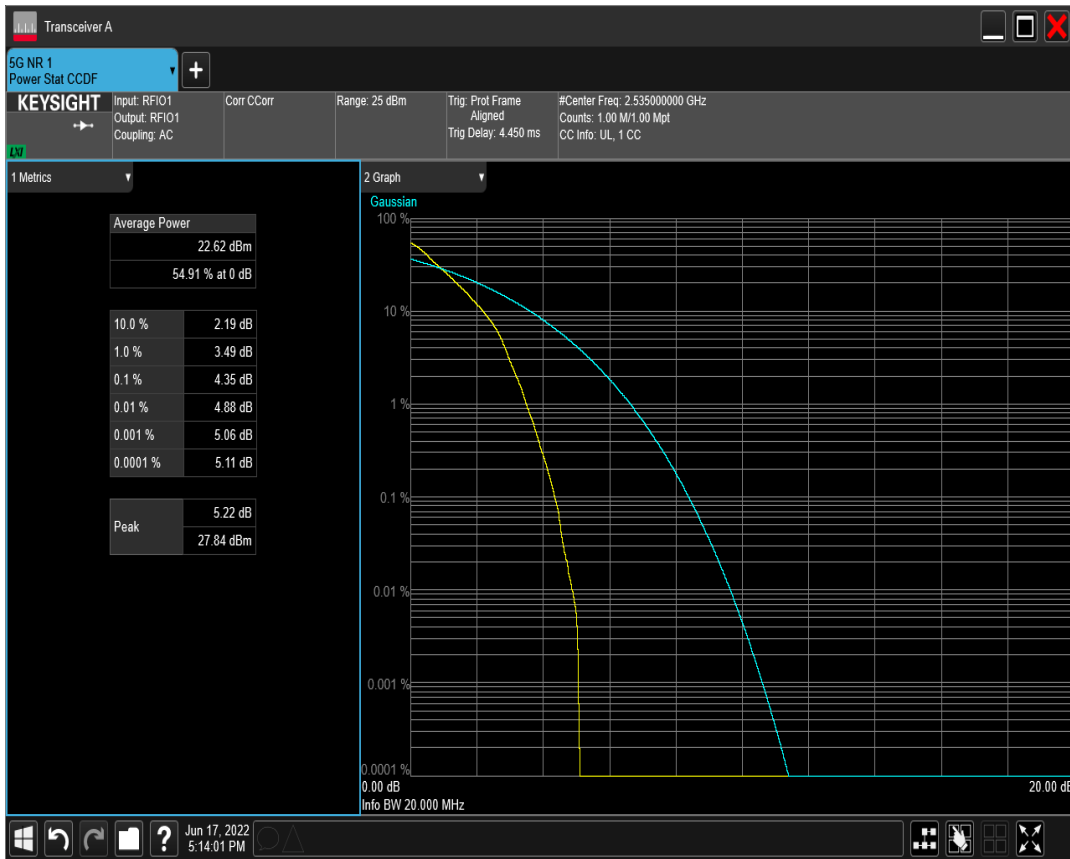 Transceiver A
5G NR 1
Power Stat CCDF
+
KEYSIGHT
LXI
Input: RFIO1
Output: RFIO1
Coupling: AC
Corr CCorr
Range: 25 dBm
Trig: Prot Frame
Aligned
Trig Delay: 4.450 ms
#Center Freq: 2.535000000 GHz
Counts: 1.00 M/1.00 Mpt
CC Info: UL, 1 CC
1 Metrics
Average Power
22.62 dBm
54.91 % at 0 dB
10.0 % 2.19 dB
1.0 % 3.49 dB
0.1 % 4.35 dB
0.01 % 4.88 dB
0.001 % 5.06 dB
0.0001 % 5.11 dB
Peak
5.22 dB
27.84 dBm
2 Graph
Gaussian
100 %
10 %
1 %
0.1 %
0.01 %
0.001 %
0.0001 %
0.00 dB 20.00 dB
Info BW 20.000 MHz
?
Jun 17, 2022
5:14:01 PM